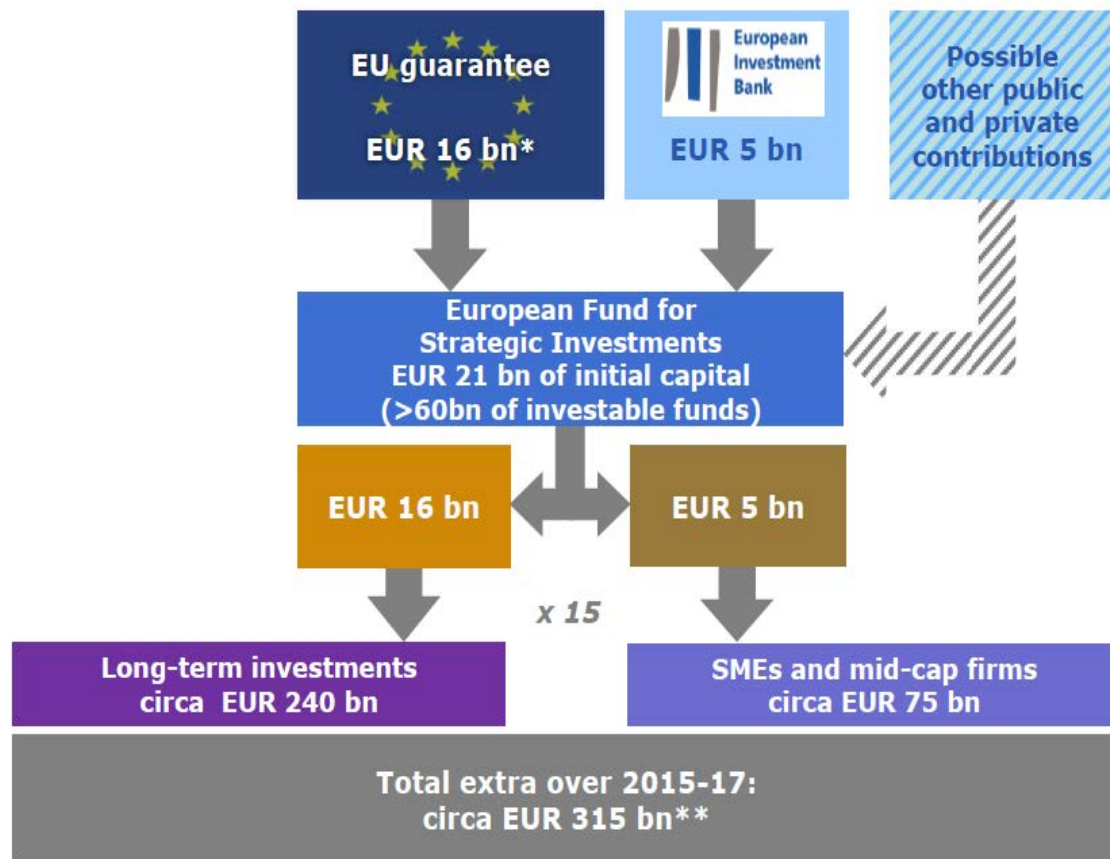 EU guarantee
EUR 16 bn*
European
Investment
Bank
EUR 5 bn
Possible
other public
and private
contributions
European Fund for
Strategic Investments
EUR 21 bn of initial capital
(>60bn of investable funds)
EUR 16 bn
EUR 5 bn
x 15
Long-term investments
circa EUR 240 bn
SMEs and mid-cap firms
circa EUR 75 bn
Total extra over 2015-17:
circa EUR 315 bn**